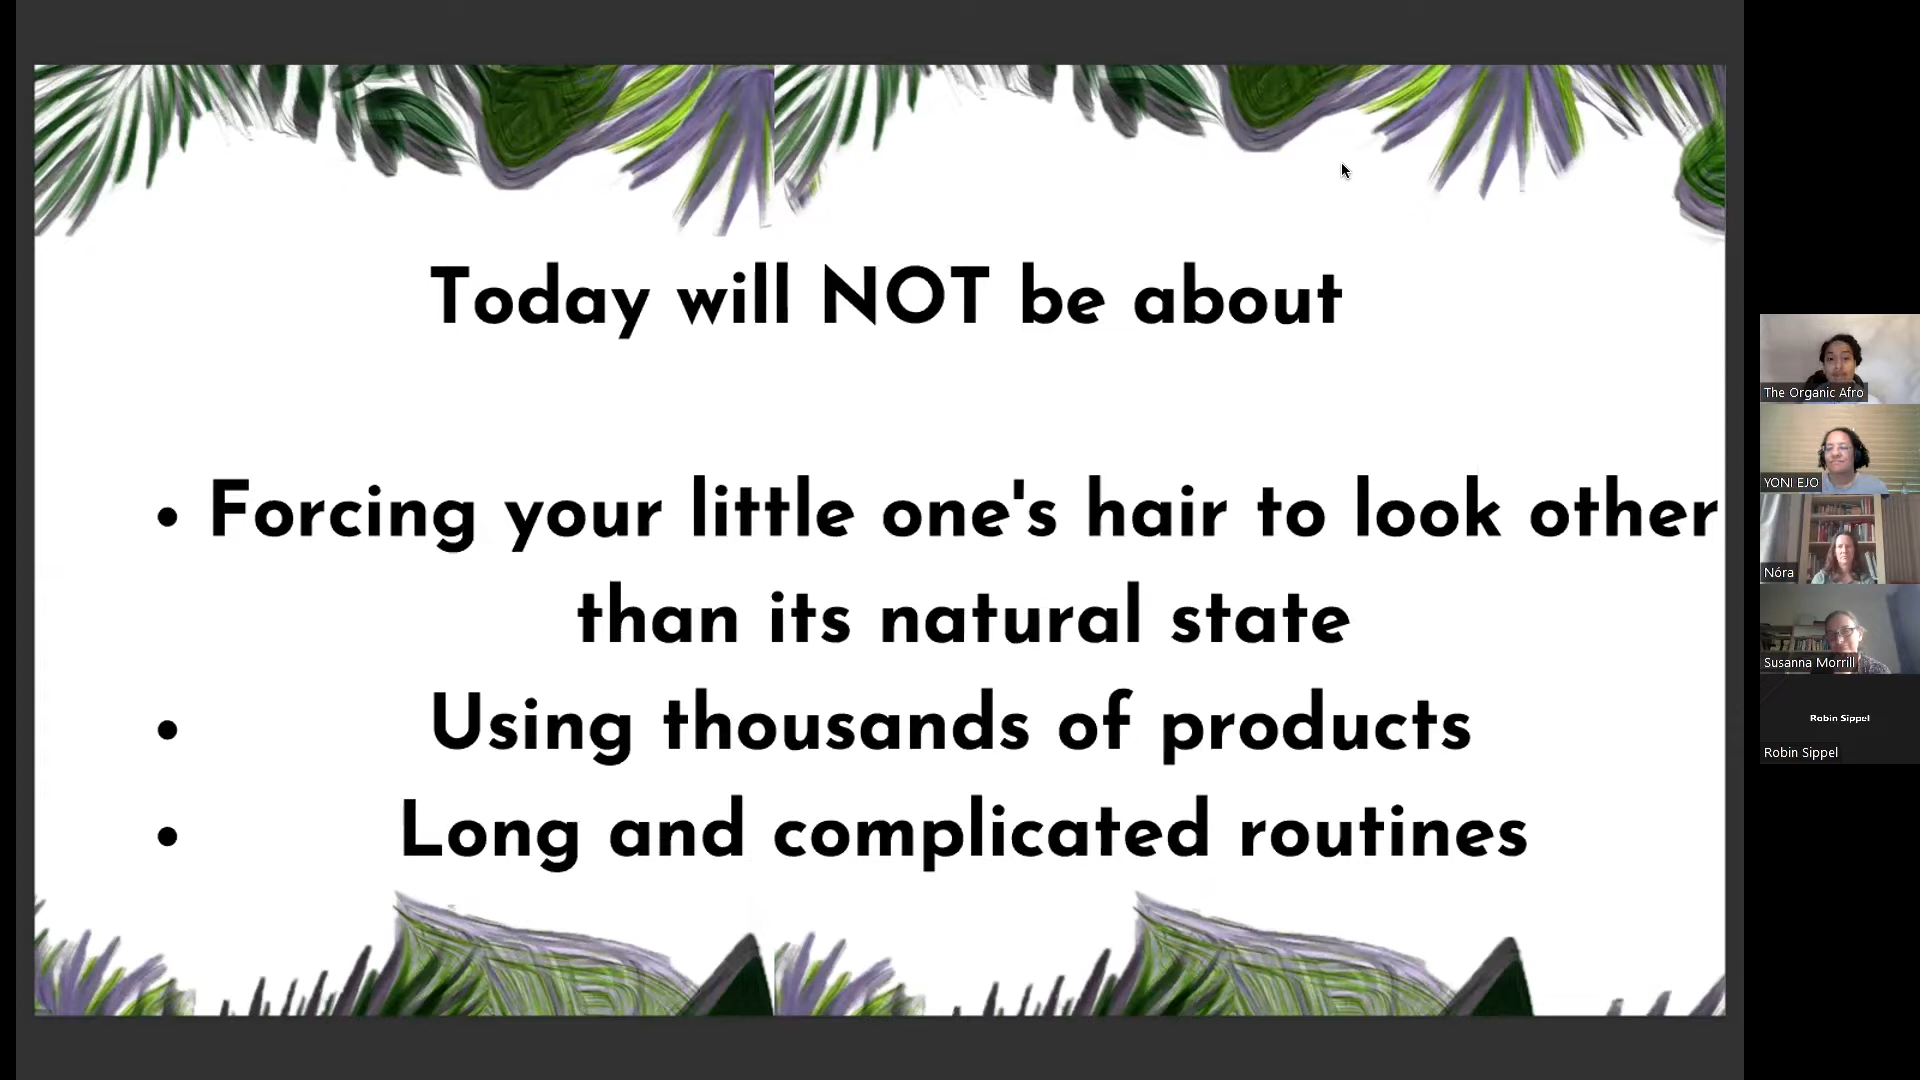 Today will NOT be about
• Forcing your little one's hair to look other
than its natural state
• Using thousands of products
• Long and complicated routines
The Organic Afro
YONI EJO
Nóra
Susanna Morrill
Robin Sippel
Robin Sippel